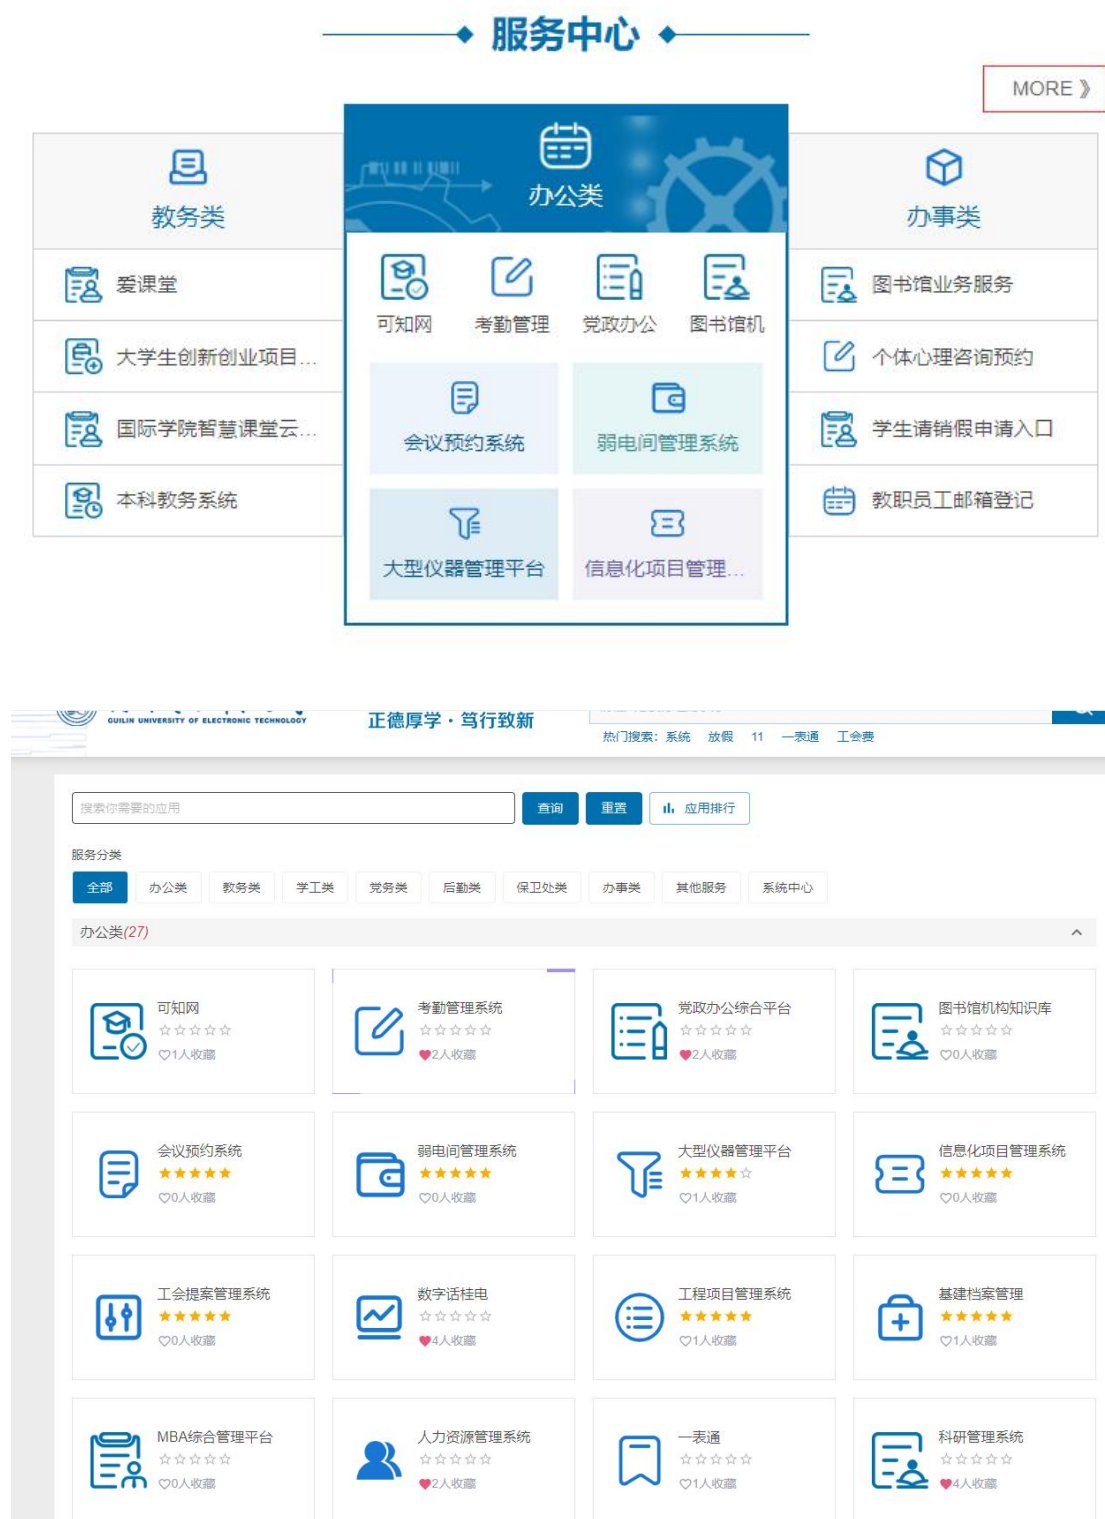 服务中心
MORE 》
教务类
爱课堂
大学生创新创业项目...
国际学院智慧课堂云...
本科教务系统
办公类
可知网 考勤管理 党政办公 图书馆机
会议预约系统 弱电间管理系统
大型仪器管理平台 信息化项目管理...
办事类
图书馆业务服务
个体心理咨询预约
学生请销假申请入口
教职员工邮箱登记
GUILIN UNIVERSITY OF ELECTRONIC TECHNOLOGY
正德厚学·笃行致新
热门搜索: 系统 放假 11 一表通 工会费
搜索你需要的应用 查询 重置 应用排行
服务分类
全部 办公类 教务类 学工类 党务类 后勤类 保卫处类 办事类 其他服务 系统中心
办公类(27)
可知网 考勤管理系统 党政办公综合平台 图书馆机构知识库
1人收藏 2人收藏 2人收藏 0人收藏
会议预约系统 弱电间管理系统 大型仪器管理平台 信息化项目管理系统
0人收藏 0人收藏 1人收藏 0人收藏
工会提案管理系统 数字话桂电 工程项目管理系统 基建档案管理
0人收藏 4人收藏 1人收藏 1人收藏
MBA综合管理平台 人力资源管理系统 一表通 科研管理系统
0人收藏 2人收藏 1人收藏 4人收藏